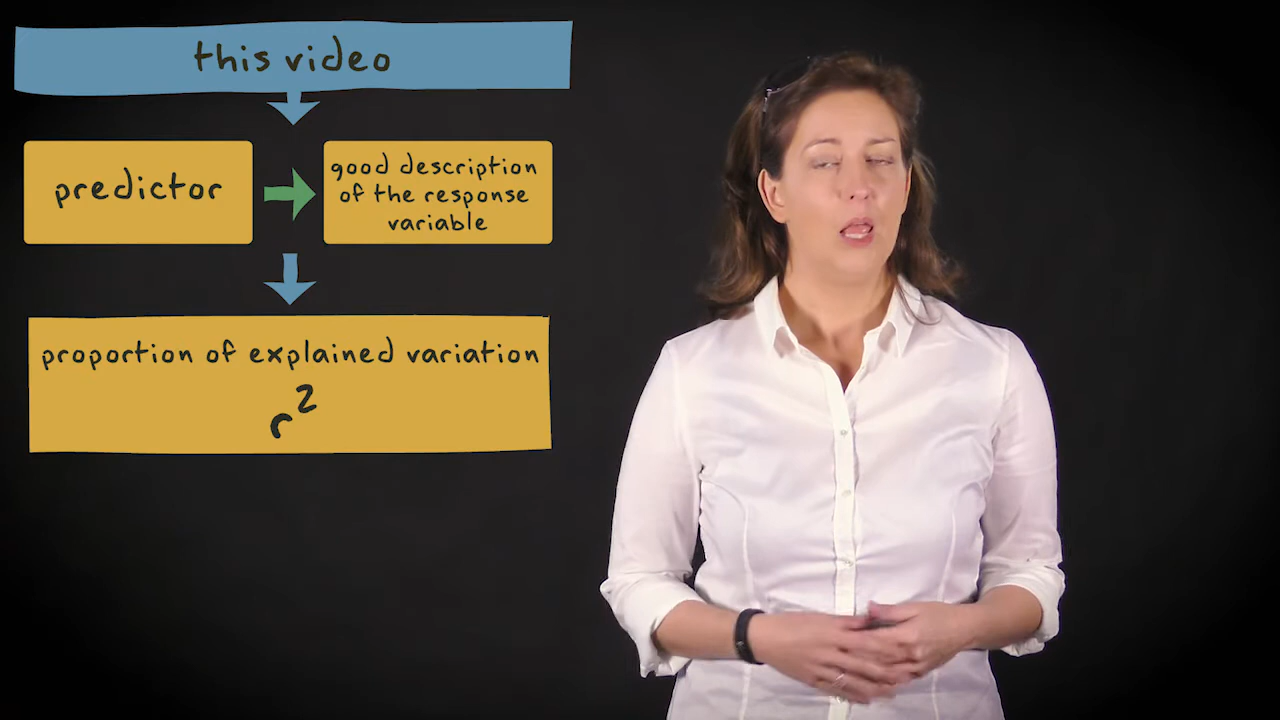 this video
predictor
good description
of the response
variable
proportion of explained variation
r²